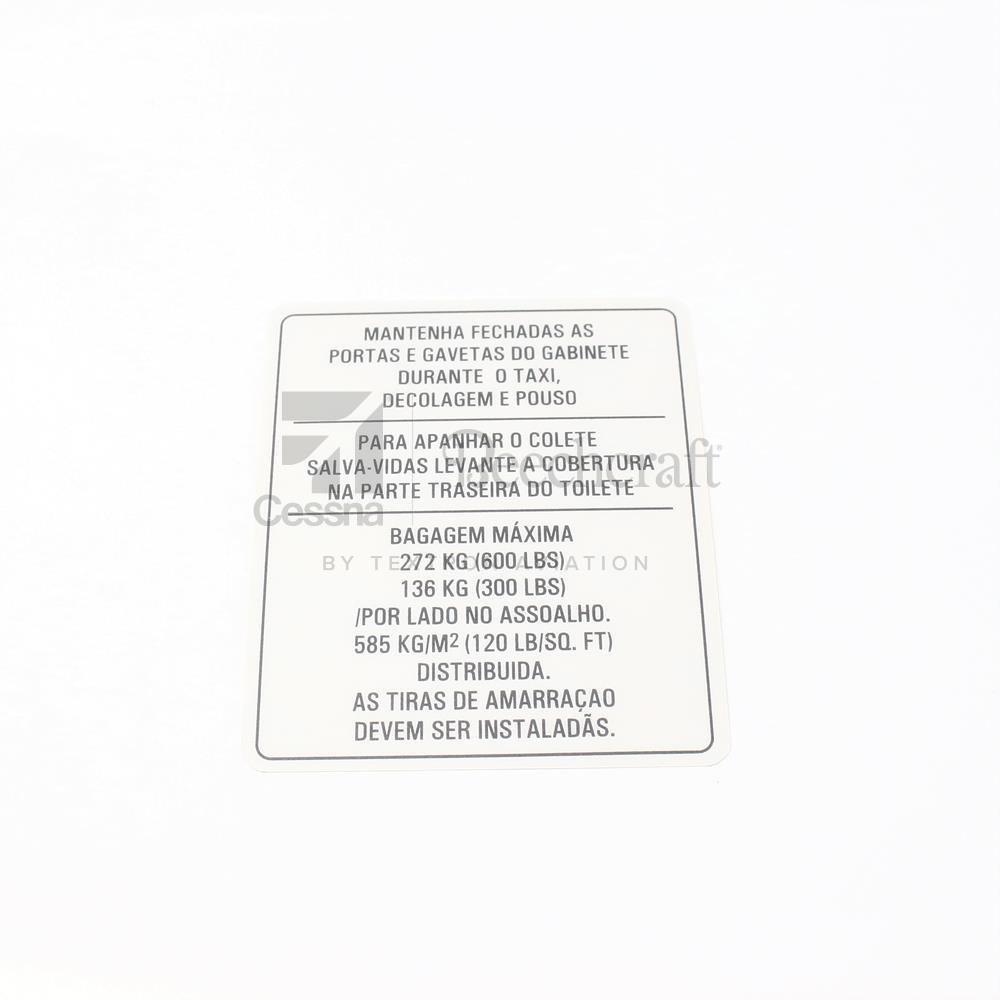 MANTENHA FECHADAS AS
PORTAS E GAVETAS DO GABINETE
DURANTE O TAXI,
DECOLAGEM E POUSO
PARA APANHAR O COLETE
SALVA-VIDAS LEVANTE A COBERTURA
NA PARTE TRASEIRA DO TOILETE
BAGAGEM MÁXIMA
272 KG (600 LBS)
136 KG (300 LBS)
/POR LADO NO ASSOALHO.
585 KG/M² (120 LB/SQ. FT)
DISTRIBUIDA.
AS TIRAS DE AMARRAÇAO
DEVEM SER INSTALADÃS.
Cessna
Beechcraft
BY TEXTRON AVIATION